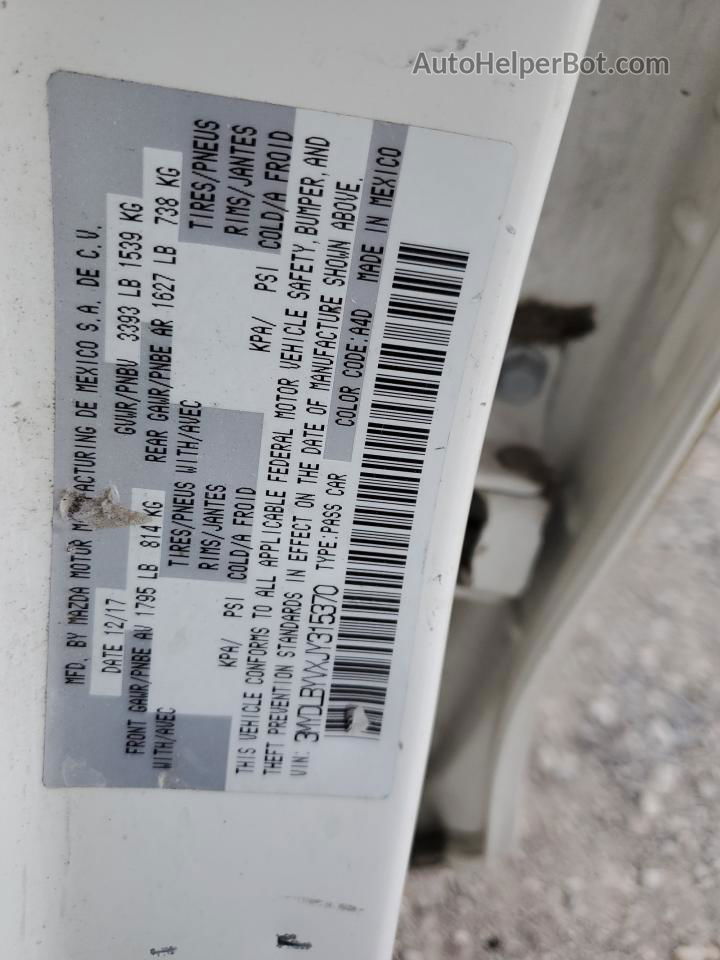 AutoHelperBot.com
MFD. BY MAZDA MOTOR MANUFACTURING DE MEXICO S.A. DE C.V.
DATE 12/17 GVWR/PNBV 3393 LB 1539 KG
FRONT GAWR/PNBE AV 1795 LB 814 KG REAR GAWR/PNBE AR 1627 LB 738 KG
WITH/AVEC TIRES/PNEUS WITH/AVEC TIRES/PNEUS
RIMS/JANTES RIMS/JANTES
KPA/ PSI COLD/A FROID KPA/ PSI COLD/A FROID
THIS VEHICLE CONFORMS TO ALL APPLICABLE FEDERAL MOTOR VEHICLE SAFETY, BUMPER, AND
THEFT PREVENTION STANDARDS IN EFFECT ON THE DATE OF MANUFACTURE SHOWN ABOVE.
VIN: 3MYDLBYVXJY315370 TYPE:PASS CAR COLOR CODE:A4D MADE IN MEXICO